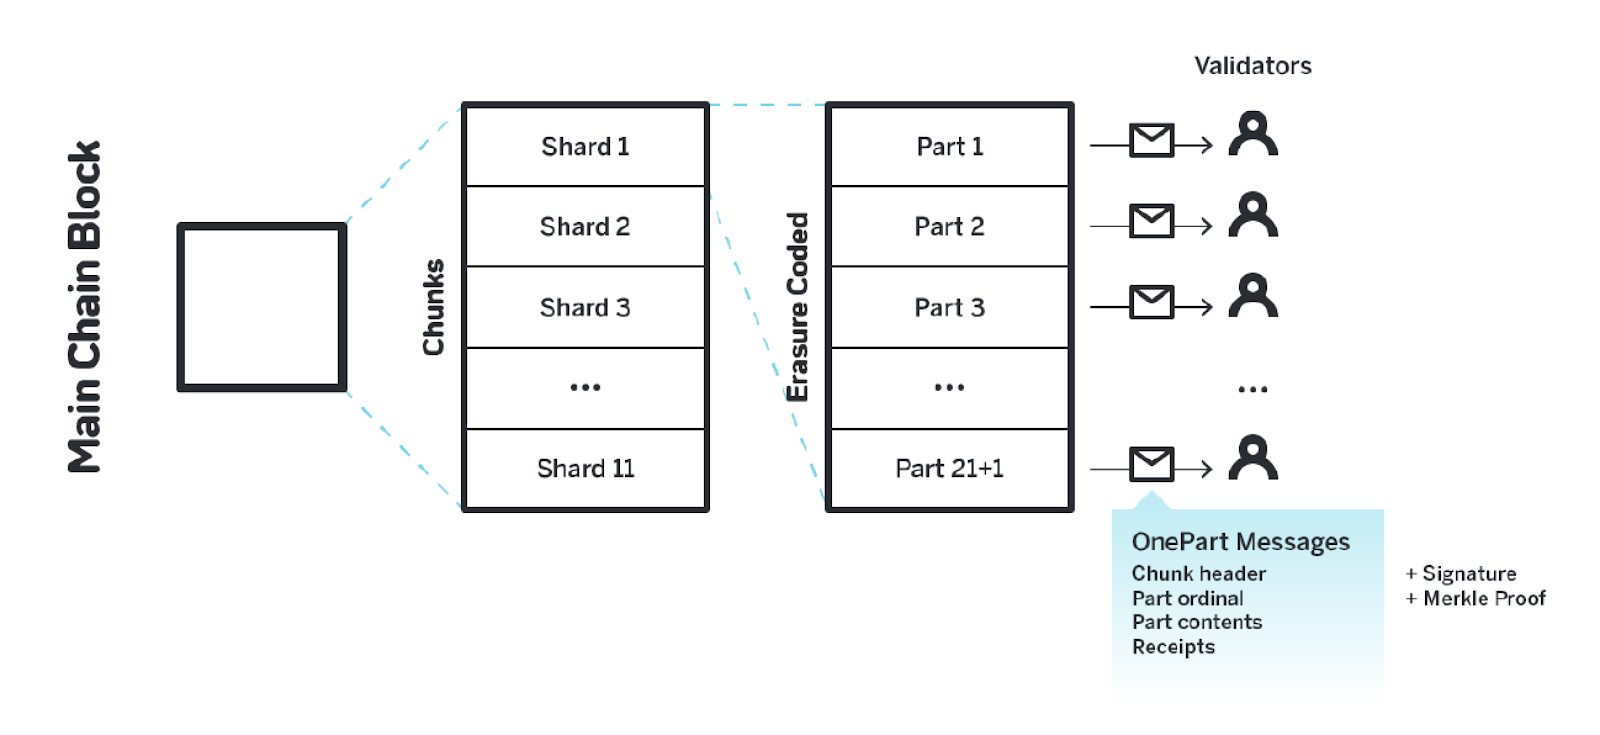 Main Chain Block
Chunks
Shard 1
Shard 2
Shard 3
...
Shard 11
Erasure Coded
Part 1
Part 2
Part 3
...
Part 21+1
Validators
...
OnePart Messages
Chunk header
Part ordinal
Part contents
Receipts
+ Signature
+ Merkle Proof